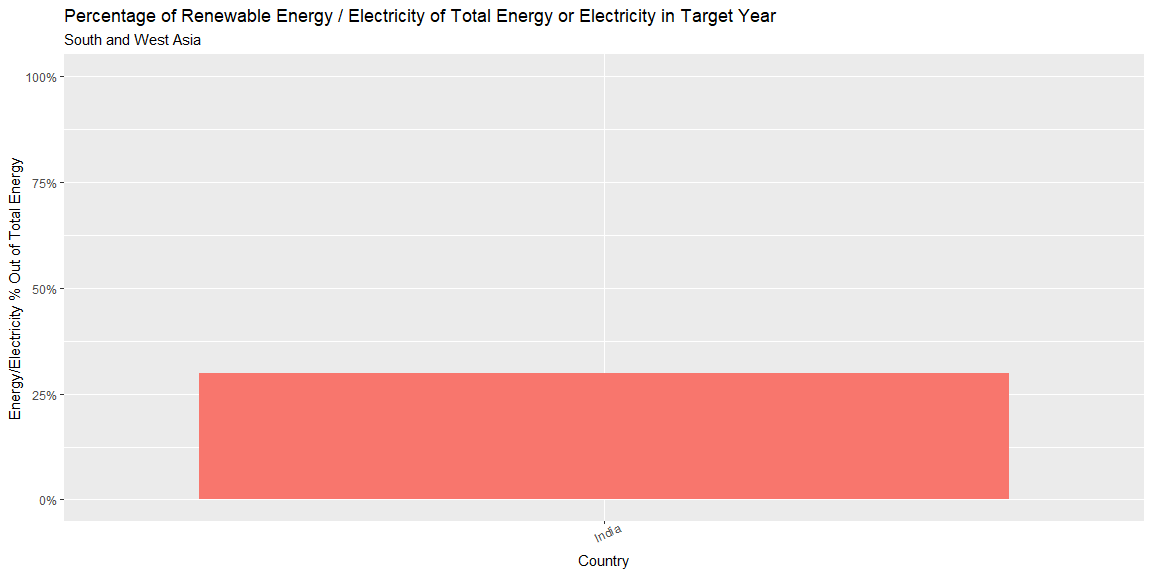 Percentage of Renewable Energy / Electricity of Total Energy or Electricity in Target Year
South and West Asia
Energy/Electricity % Out of Total Energy
100%
75%
50%
25%
0%
India
Country